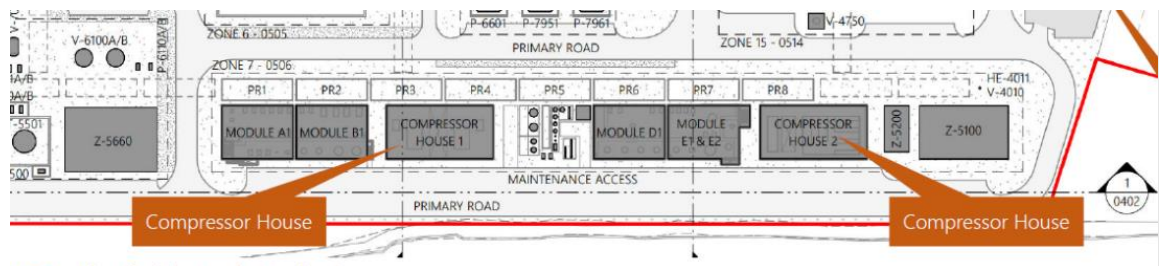 P-6601
P-7951
P-7961
V-4750
V-6100A/B
P-6110A/B
ZONE 6 - 0505
PRIMARY ROAD
ZONE 15 - 0514
ZONE 7 - 0506
HE-4011
V-4010
PR1
PR2
PR3
PR4
PR5
PR6
PR7
PR8
-5501
Z-5660
MODULE A1
MODULE B1
COMPRESSOR
HOUSE 1
MODULE D1
MODULE
E1 & E2
COMPRESSOR
HOUSE 2
Z-5200
Z-5100
MAINTENANCE ACCESS
1
0402
PRIMARY ROAD
Compressor House
Compressor House